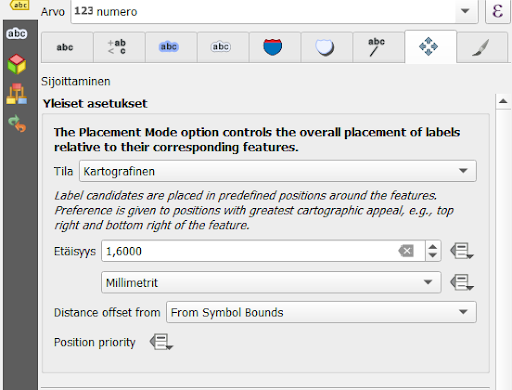 abc
Arvo 123 numero ε
abc
abc +ab < c abc abc abc
Sijoittaminen
Yleiset asetukset
The Placement Mode option controls the overall placement of labels
relative to their corresponding features.
Tila Kartografinen
Label candidates are placed in predefined positions around the features.
Preference is given to positions with greatest cartographic appeal, e.g., top
right and bottom right of the feature.
Etäisyys 1,6000
Millimetrit
Distance offset from From Symbol Bounds
Position priority